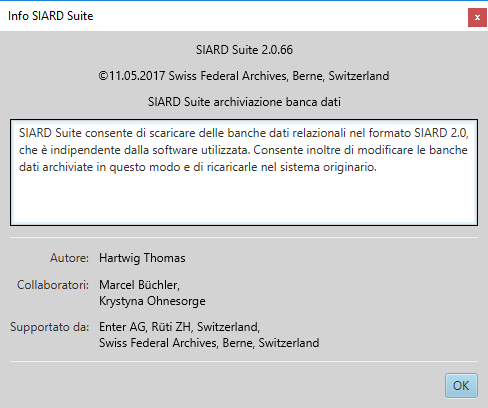 Info SIARD Suite
x
SIARD Suite 2.0.66
©11.05.2017 Swiss Federal Archives, Berne, Switzerland
SIARD Suite archiviazione banca dati
SIARD Suite consente di scaricare delle banche dati relazionali nel formato SIARD 2.0,
che è indipendente dalla software utilizzata. Consente inoltre di modificare le banche
dati archiviate in questo modo e di ricaricarle nel sistema originario.
Autore: Hartwig Thomas
Collaboratori: Marcel Büchler,
Krystyna Ohnesorge
Supportato da: Enter AG, Rüti ZH, Switzerland,
Swiss Federal Archives, Berne, Switzerland
OK